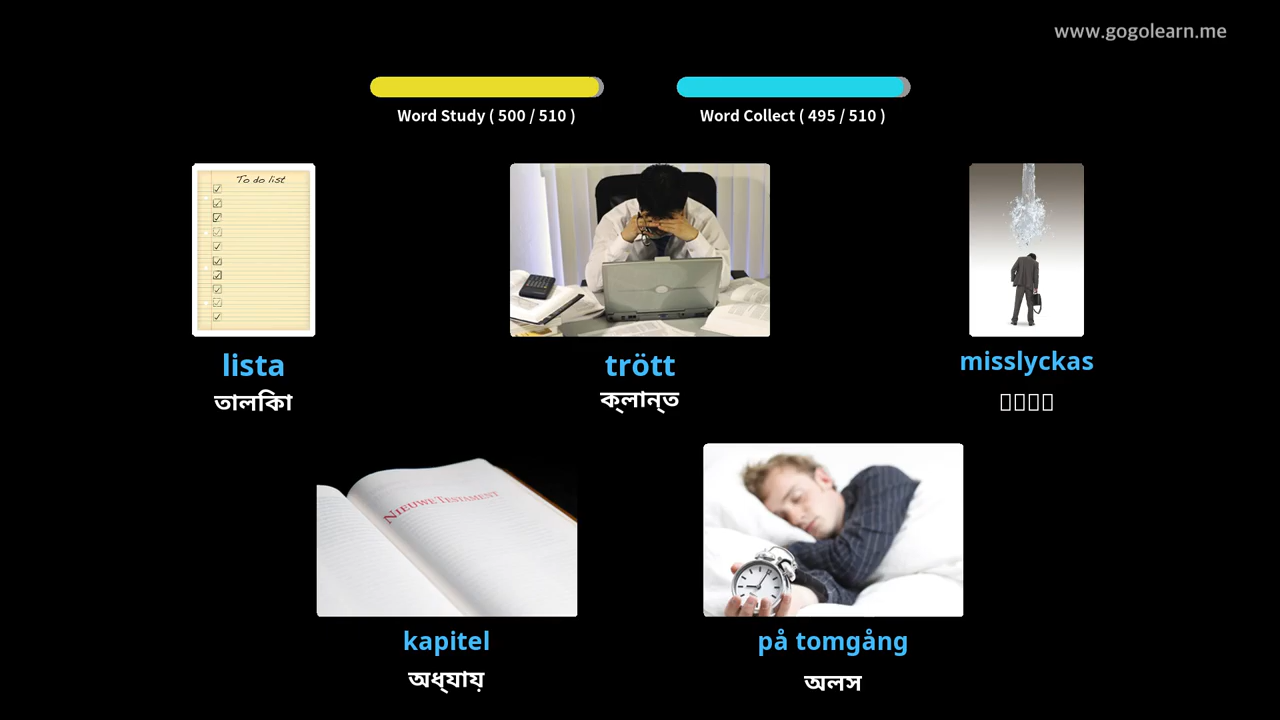 www.gogolearn.me
Word Study ( 500 / 510 )
Word Collect ( 495 / 510 )
To do list
lista
তালিকা
trött
ক্লান্ত
misslyckas
NIEUWE TESTAMENT
kapitel
অধ্যায়
på tomgång
অলস